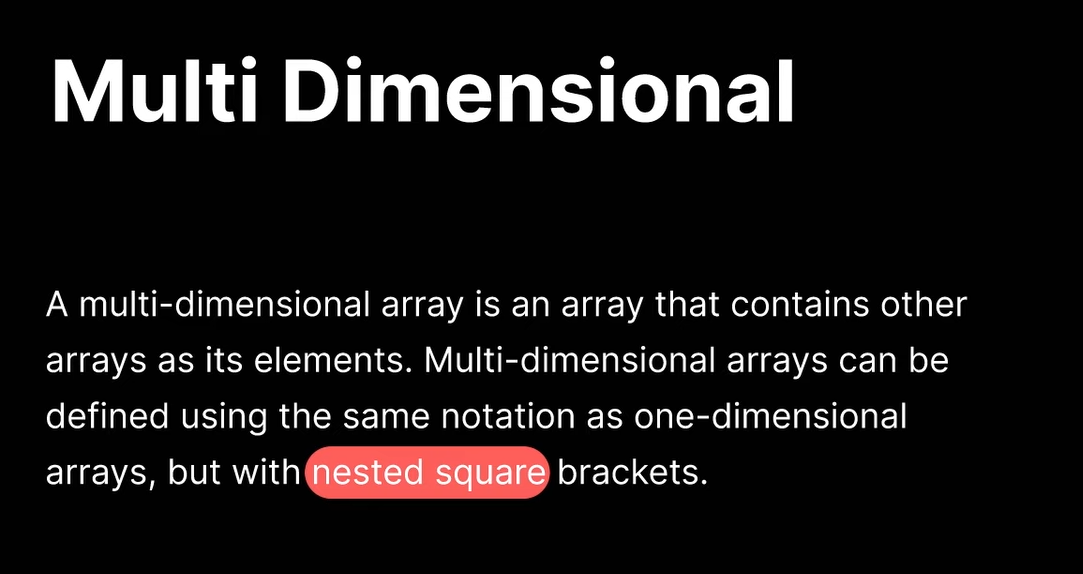 Multi Dimensional
A multi-dimensional array is an array that contains other
arrays as its elements. Multi-dimensional arrays can be
defined using the same notation as one-dimensional
arrays, but with nested square brackets.